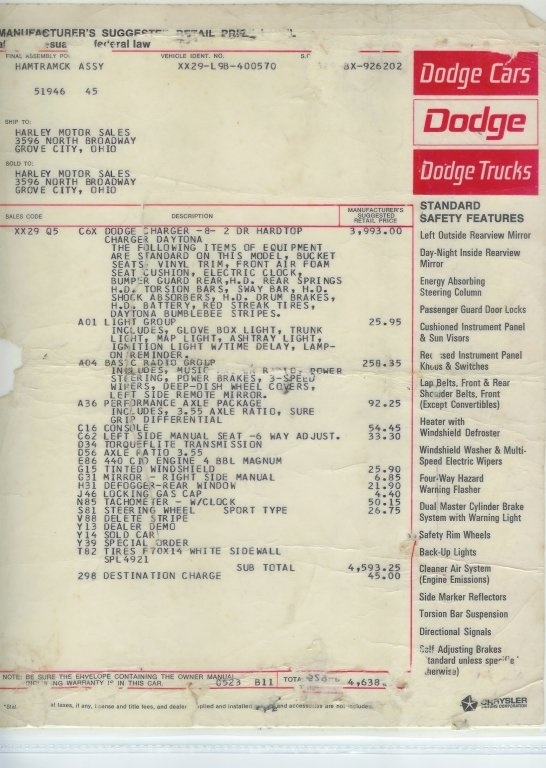 MANUFACTURER'S SUGGESTED RETAIL
federal law
FINAL ASSEMBLY
VEHICLE IDENT. NO.
HAMTRAMCK ASSY
XX29-L9B-400570
BX-926202
51946 45
SHIP TO:
HARLEY MOTOR SALES
3596 NORTH BROADWAY
GROVE CITY, OHIO
SOLD TO:
HARLEY MOTOR SALES
3596 NORTH BROADWAY
GROVE CITY, OHIO
Dodge Cars
Dodge
Dodge Trucks
SALES CODE
DESCRIPTION
MANUFACTURER'S
SUGGESTED
RETAIL PRICE
XX29 Q5 C6X DODGE CHARGER -8- 2 DR HARDTOP 3,993.00
CHARGER DAYTONA
THE FOLLOWING ITEMS OF EQUIPMENT
ARE STANDARD ON THIS MODEL, BUCKET
SEATS, VINYL TRIM, FRONT AIR FOAM
SEAT CUSHION, ELECTRIC CLOCK,
BUMPER GUARD REAR,H.D. REAR SPRINGS
H.D. TORSION BARS, SWAY BAR, H.D.
SHOCK ABSORBERS, H.D. DRUM BRAKES,
H.D. BATTERY, RED STREAK TIRES,
DAYTONA BUMBLEBEE STRIPES.
A01 LIGHT GROUP 25.95
INCLUDES, GLOVE BOX LIGHT, TRUNK
LIGHT, MAP LIGHT, ASHTRAY LIGHT,
IGNITION LIGHT W/TIME DELAY, LAMP-
ON REMINDER.
A04 BASIC RADIO GROUP 258.35
INCLUDES, MUSIC RADIO, POWER
STEERING, POWER BRAKES, 3-SPEED
WIPERS, DEEP-DISH WHEEL COVERS,
LEFT SIDE REMOTE MIRROR.
A36 PERFORMANCE AXLE PACKAGE 92.25
INCLUDES, 3.55 AXLE RATIO, SURE
GRIP DIFFERENTIAL
C16 CONSOLE 54.45
C62 LEFT SIDE MANUAL SEAT -6 WAY ADJUST. 33.30
D34 TORQUEFLITE TRANSMISSION
D56 AXLE RATIO 3.55
E86 440 CID ENGINE 4 BBL MAGNUM
G15 TINTED WINDSHIELD 25.90
G31 MIRROR - RIGHT SIDE MANUAL 6.85
H31 DEFOGGER-REAR WINDOW 21.90
J46 LOCKING GAS CAP 4.40
N85 TACHOMETER - W/CLOCK 50.15
S81 STEERING WHEEL SPORT TYPE 26.75
V88 DELETE STRIPE
Y13 DEALER DEMO
Y14 SOLD CAR
Y39 SPECIAL ORDER
T82 TIRES F70X14 WHITE SIDEWALL
SPL4921
SUB TOTAL 4,593.25
298 DESTINATION CHARGE 45.00
STANDARD
SAFETY FEATURES
Left Outside Rearview Mirror
Day-Night Inside Rearview
Mirror
Energy Absorbing
Steering Column
Passenger Guard Door Locks
Cushioned Instrument Panel
& Sun Visors
Instrument Panel
Knobs & Switches
Lap Belts, Front & Rear
Shoulder Belts, Front
(Except Convertibles)
Heater with
Windshield Defroster
Windshield Washer & Multi-
Speed Electric Wipers
Four-Way Hazard
Warning Flasher
Dual Master Cylinder Brake
System with Warning Light
Safety Rim Wheels
Back-Up Lights
Cleaner Air System
(Engine Emissions)
Side Marker Reflectors
Torsion Bar Suspension
Directional Signals
Self Adjusting Brakes
unless
NOTE: BE SURE THE ENVELOPE CONTAINING THE OWNER MANUAL
WARRANTY IS IN THIS CAR.
0523 B11
4,638.
taxes, if any, license and title fees, and dealer and installed and accessories are not included.
CHRYSLER